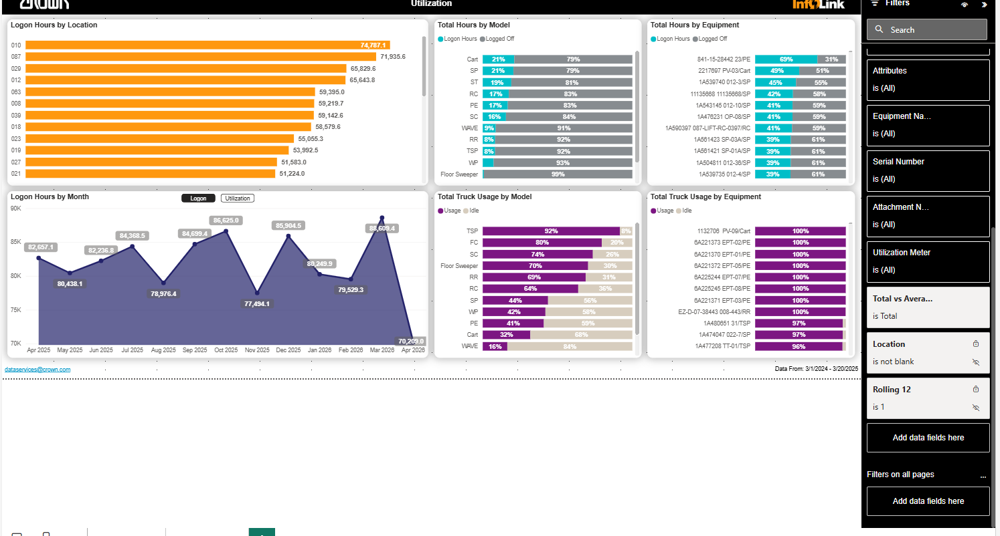 CROWN
Utilization
InfoLink
Logon Hours by Location
010 74,787.1
087 71,935.6
029 65,829.6
012 65,643.8
063 59,395.0
008 59,219.7
039 59,142.6
018 58,579.6
023 55,055.3
019 53,992.5
027 51,583.0
021 51,224.0
Total Hours by Model
Logon Hours Logged Off
Cart 21% 79%
SP 21% 79%
ST 19% 81%
RC 17% 83%
PE 17% 83%
SC 16% 84%
WAVE 9% 91%
RR 8% 92%
TSP 8% 92%
WP 93%
Floor Sweeper 99%
Total Hours by Equipment
Logon Hours Logged Off
841-15-28442 23/PE 69% 31%
2217697 PV-03/Cart 49% 51%
1A539740 012-3/SP 45% 55%
11135668 11135668/SP 42% 58%
1A543145 012-10/SP 41% 59%
1A476231 OP-08/SP 41% 59%
1A590397 087-LIFT-RC-0397/RC 41% 59%
1A561423 SP-03A/SP 39% 61%
1A561421 SP-01A/SP 39% 61%
1A504811 012-36/SP 39% 61%
1A539735 012-4/SP 39% 61%
Logon Hours by Month
Logon Utilization
90K
85K
80K
75K
70K
82,657.1
80,438.1
82,236.8
84,368.5
78,976.4
84,699.4
86,625.0
77,494.1
85,904.5
80,249.9
79,529.3
88,609.4
70,209.0
Apr 2025 May 2025 Jun 2025 Jul 2025 Aug 2025 Sep 2025 Oct 2025 Nov 2025 Dec 2025 Jan 2026 Feb 2026 Mar 2026 Apr 2026
Total Truck Usage by Model
Usage Idle
TSP 92% 8%
FC 80% 20%
SC 74% 26%
Floor Sweeper 70% 30%
RR 69% 31%
RC 64% 36%
SP 44% 56%
WP 42% 58%
PE 41% 59%
Cart 32% 68%
WAVE 16% 84%
Total Truck Usage by Equipment
Usage Idle
1132706 PV-09/Cart 100%
6A221373 EPT-02/PE 100%
6A221370 EPT-01/PE 100%
6A221372 EPT-05/PE 100%
6A225244 EPT-07/PE 100%
6A225245 EPT-08/PE 100%
6A221371 EPT-03/PE 100%
EZ-D-07-38443 008-443/RR 100%
1A480651 31/TSP 97%
1A474047 022-7/SP 97%
1A477208 TT-01/TSP 96%
dataservices@crown.com
Data From: 3/1/2024 - 3/20/2025
Filters
Search
Attributes
is (All)
Equipment Na...
is (All)
Serial Number
is (All)
Attachment N...
is (All)
Utilization Meter
is (All)
Total vs Avera...
is Total
Location
is not blank
Rolling 12
is 1
Add data fields here
Filters on all pages
...
Add data fields here